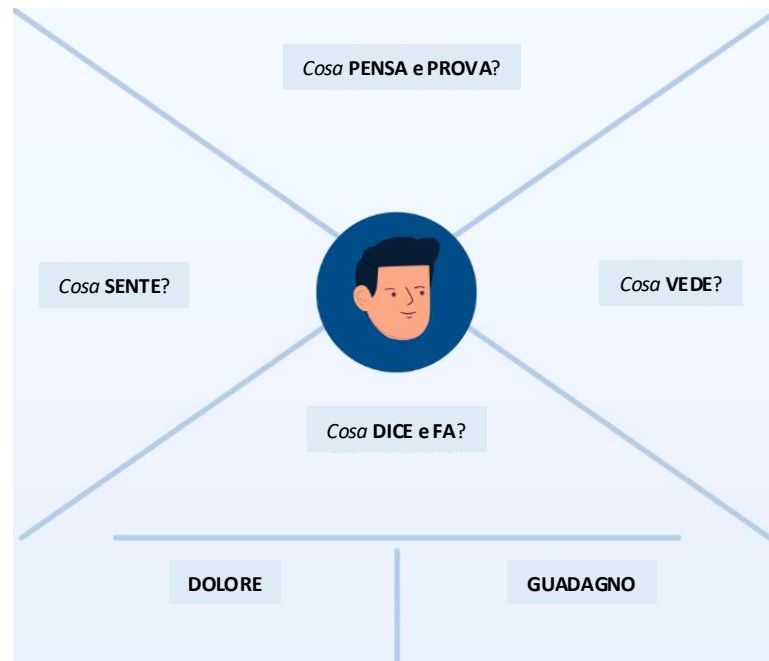 Cosa PENSA e PROVA?
Cosa SENTE?
Cosa VEDE?
Cosa DICE e FA?
DOLORE
GUADAGNO